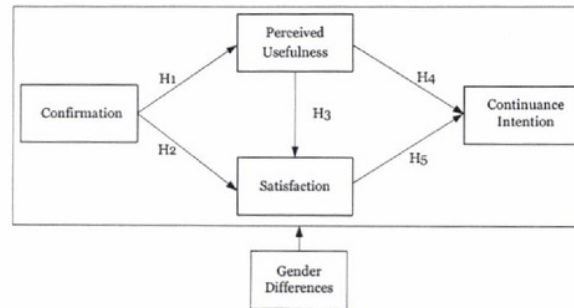 Perceived
Usefulness
H1
H4
Confirmation
H3
Continuance
Intention
H2
H5
Satisfaction
Gender
Differences